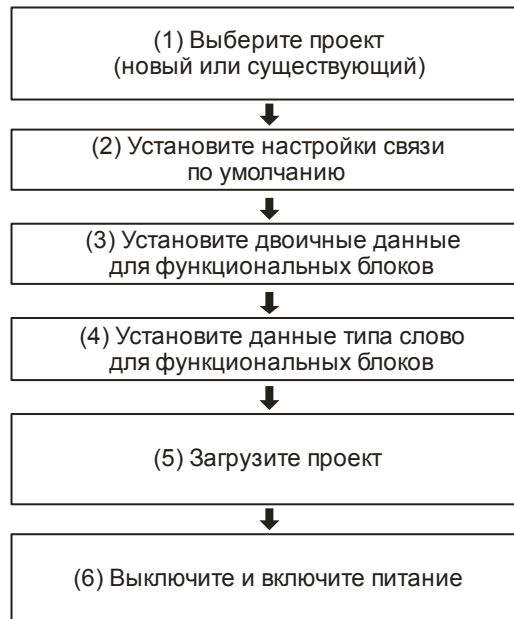 (1) Выберите проект
(новый или существующий)
(2) Установите настройки связи
по умолчанию
(3) Установите двоичные данные
для функциональных блоков
(4) Установите данные типа слово
для функциональных блоков
(5) Загрузите проект
(6) Выключите и включите питание